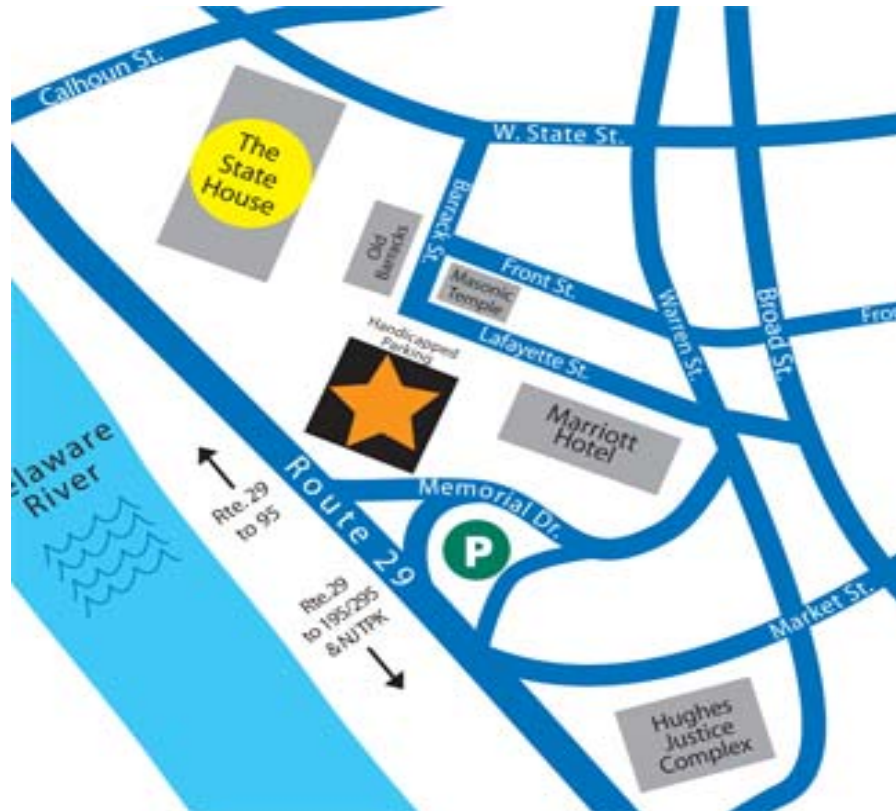 Calhoun St.
W. State St.
The
State
House
Barrack St.
Old
Barracks
Front St.
Masonic
Temple
Warren St.
Broad St.
Fron
Lafayette St.
Handicapped
Parking
Marriott
Hotel
elaware
River
Rte. 29
to 95
Route 29
Memorial Dr.
P
Rte.29
to 195/295
& NJ TPK
Market St.
Hughes
Justice
Complex